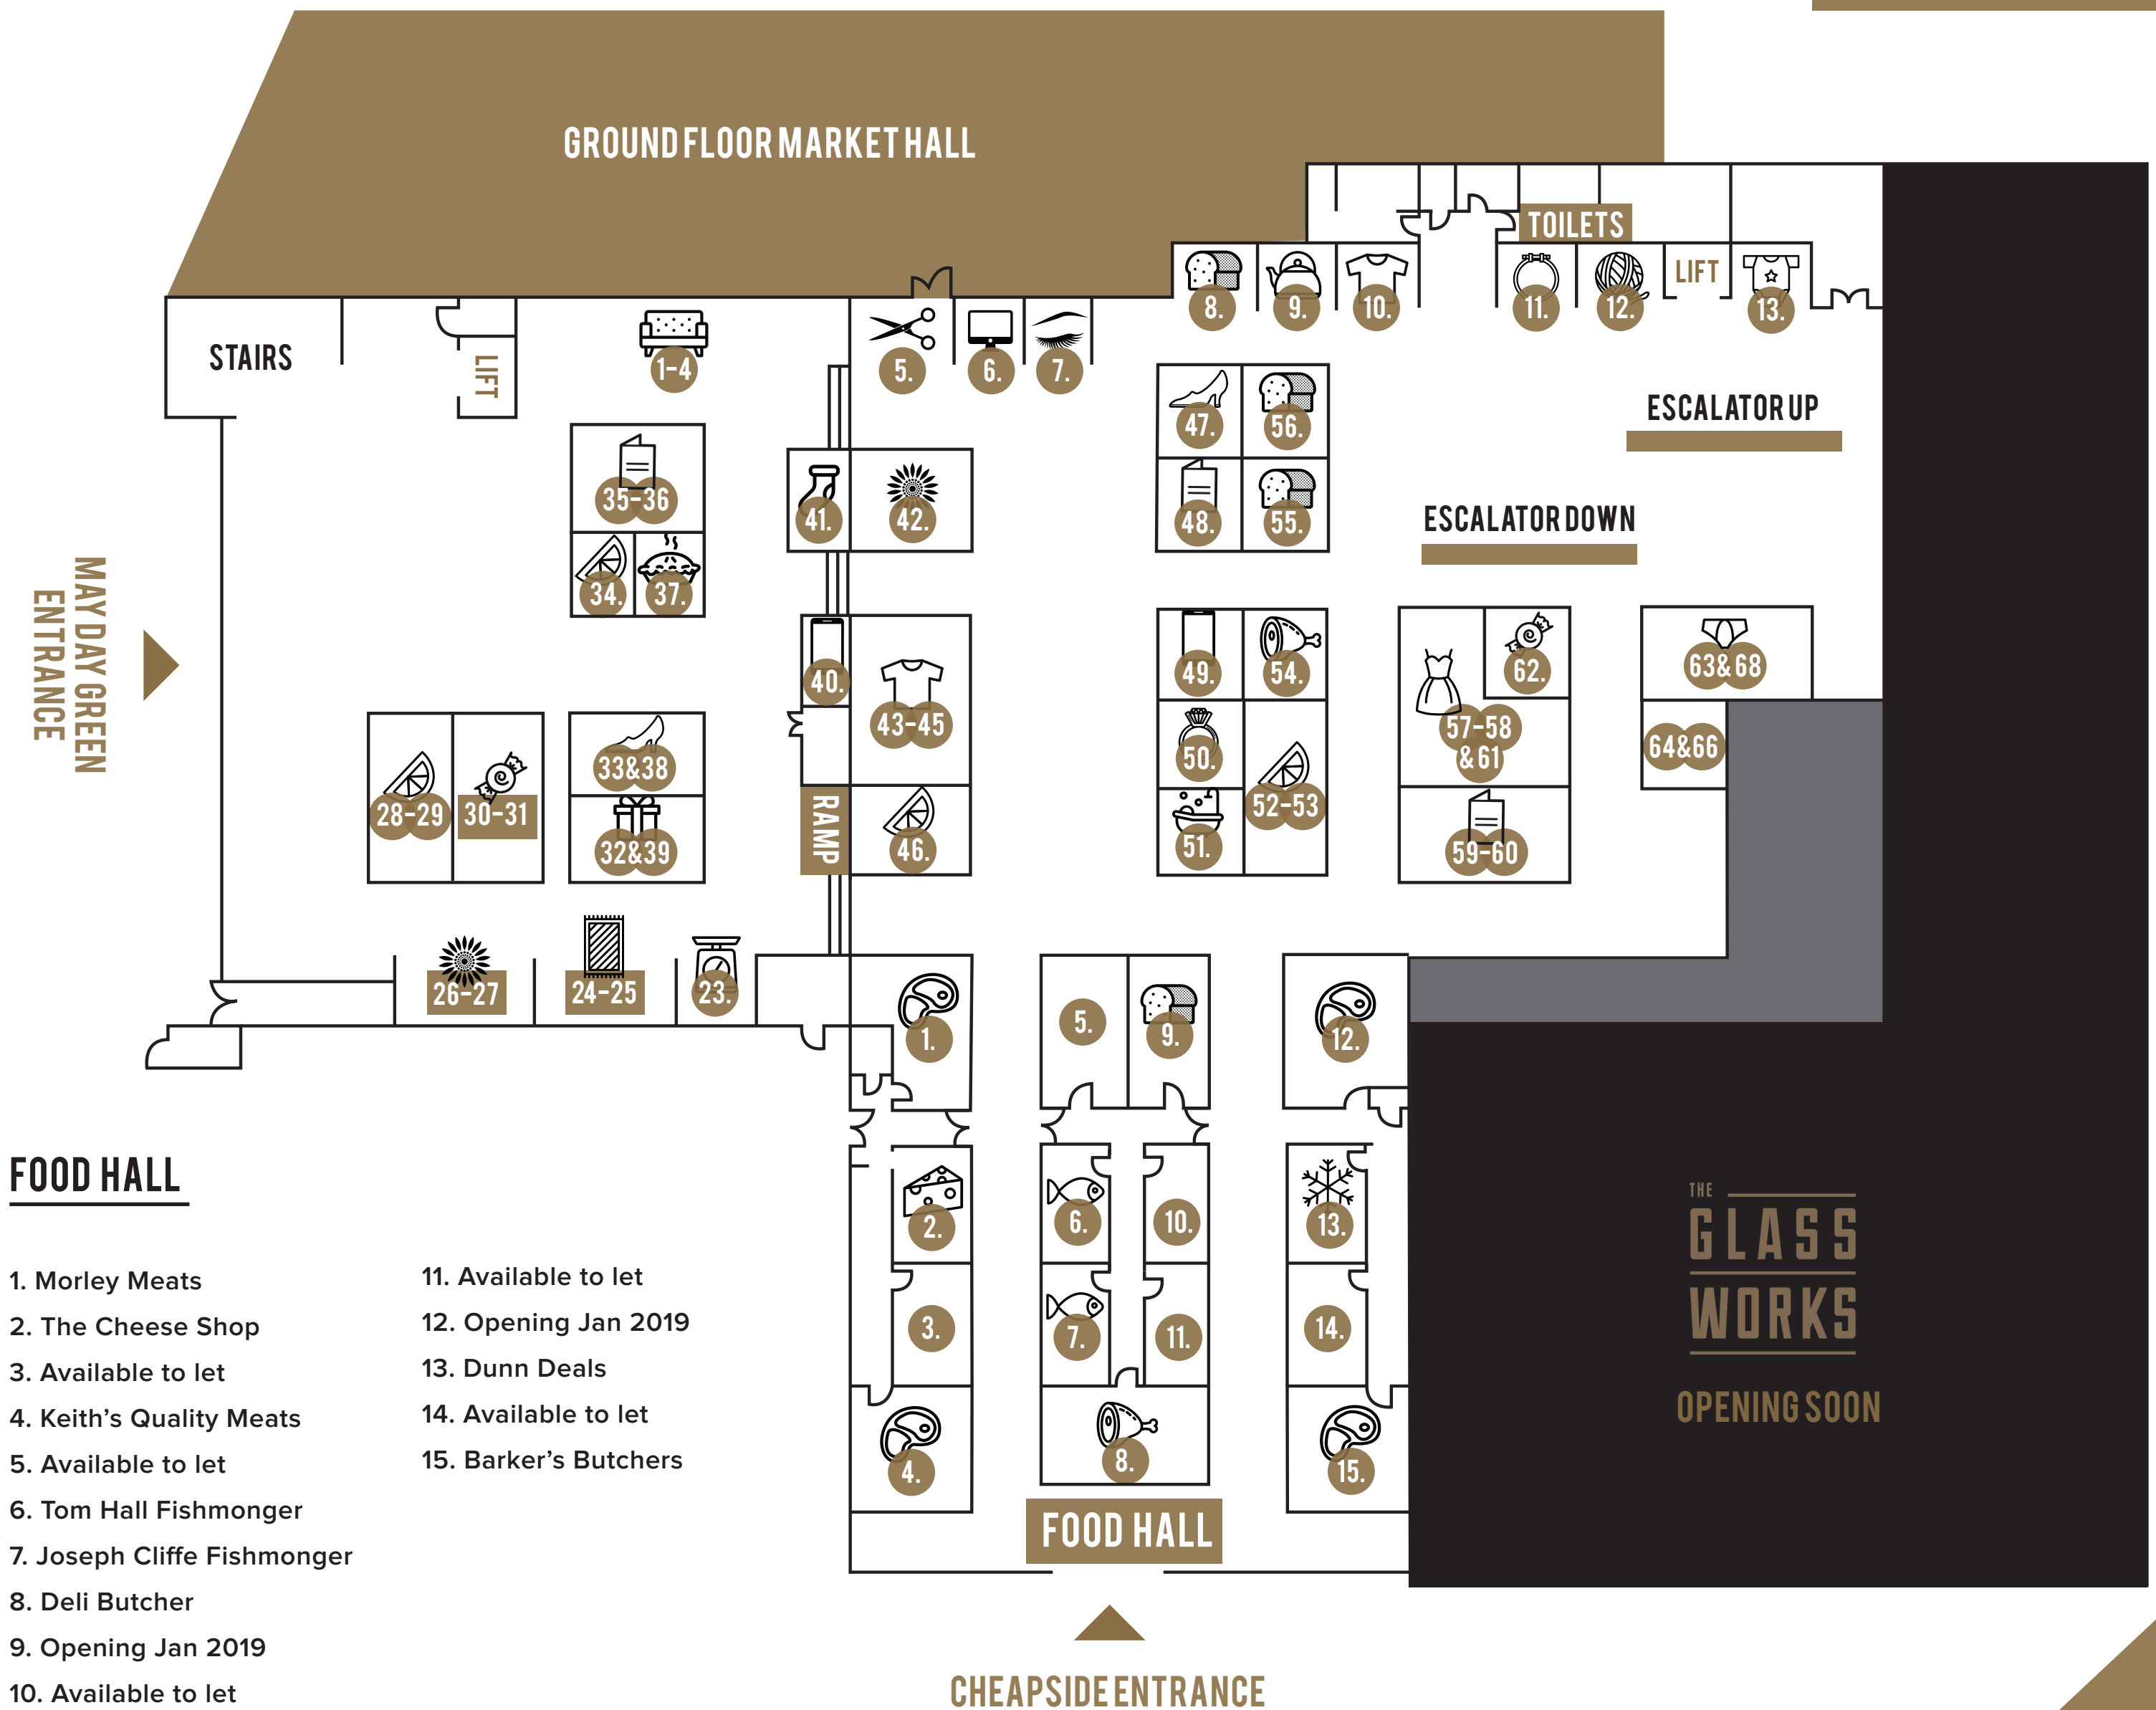 GROUND FLOOR MARKET HALL
TOILETS
LIFT
8.
9.
10.
11.
12.
13.
STAIRS
LIFT
1-4
5.
6.
7.
47.
56.
48.
55.
ESCALATOR UP
ESCALATOR DOWN
35-36
34.
37.
41.
42.
MAY DAY GREEN
ENTRANCE
40.
43-45
46.
RAMP
49.
54.
50.
51.
52-53
62.
57-58
&61
59-60
63&68
64&66
28-29
30-31
33&38
32&39
26-27
24-25
23.
1.
5.
9.
12.
2.
6.
10.
13.
3.
7.
11.
14.
4.
8.
15.
FOOD HALL
CHEAPSIDE ENTRANCE
THE
GLASS
WORKS
OPENING SOON
FOOD HALL
1. Morley Meats
2. The Cheese Shop
3. Available to let
4. Keith’s Quality Meats
5. Available to let
6. Tom Hall Fishmonger
7. Joseph Cliffe Fishmonger
8. Deli Butcher
9. Opening Jan 2019
10. Available to let
11. Available to let
12. Opening Jan 2019
13. Dunn Deals
14. Available to let
15. Barker’s Butchers